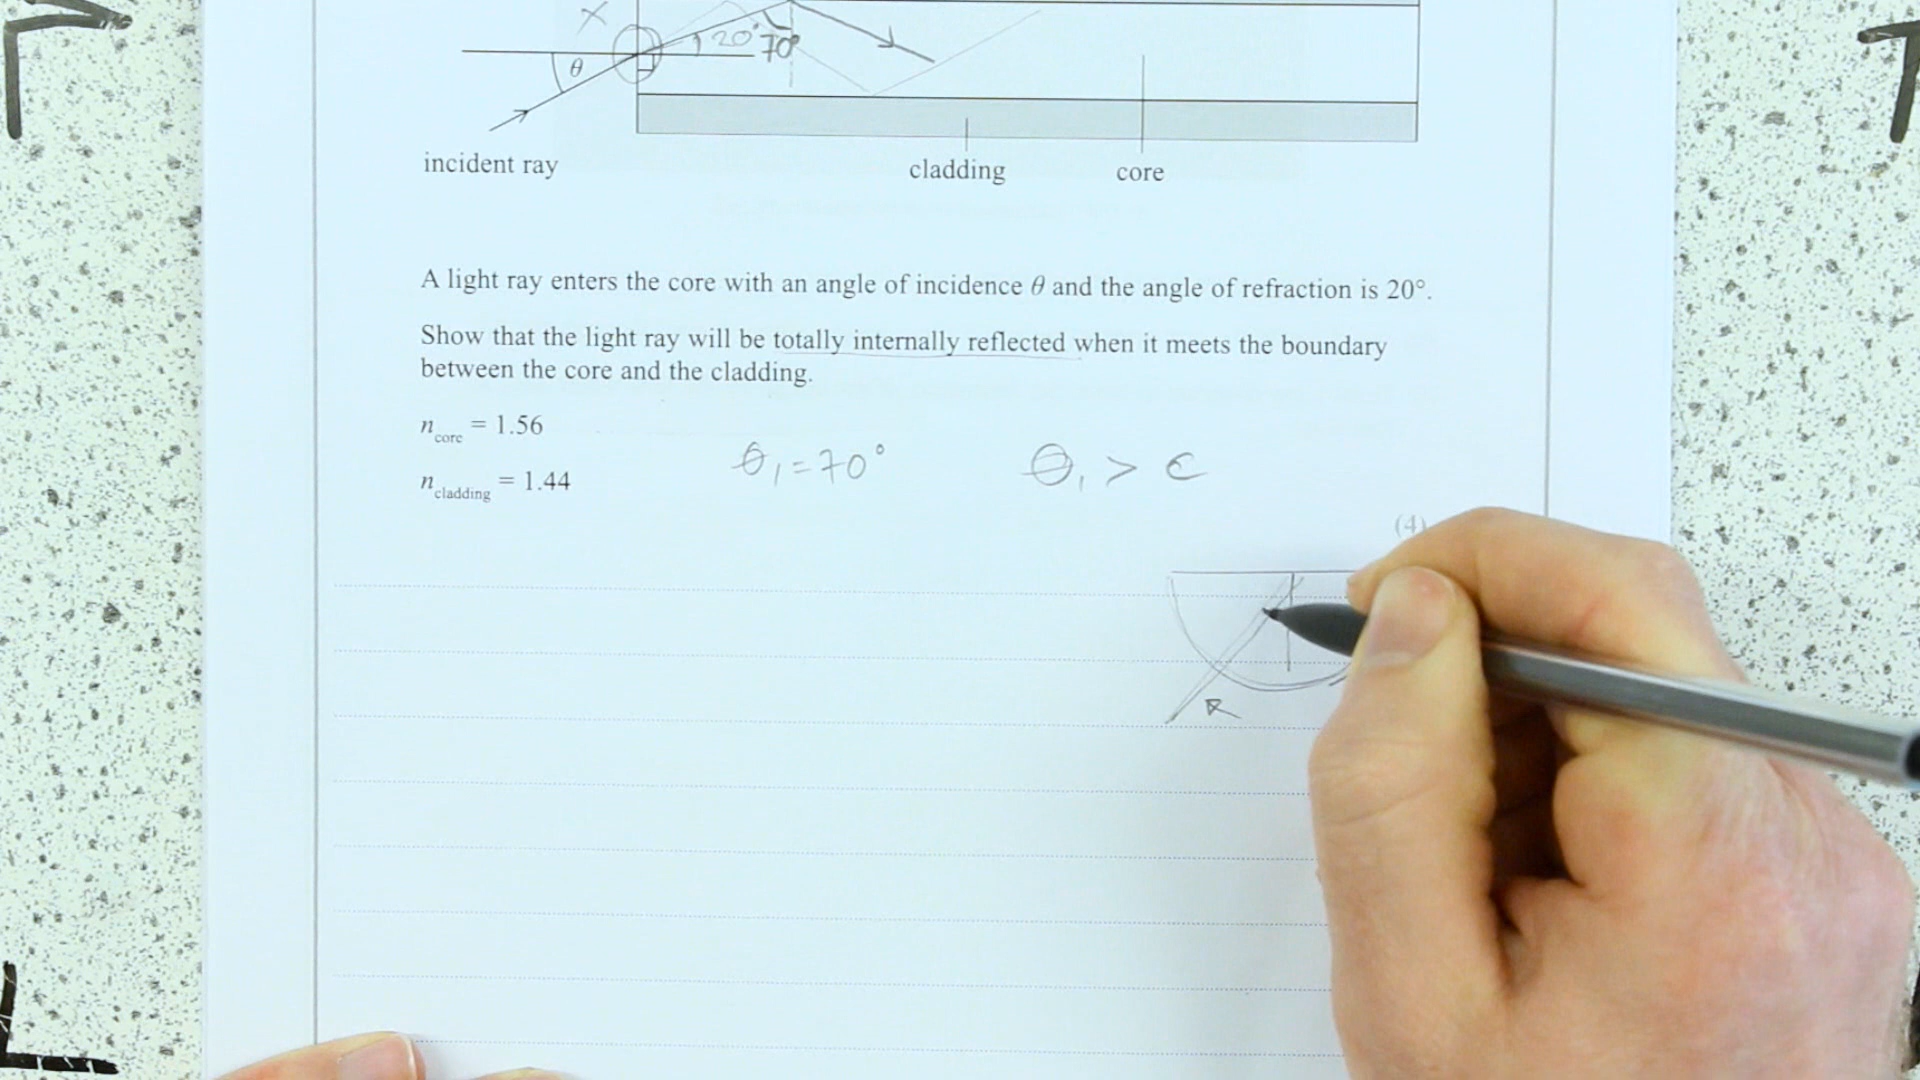 X
20° 70°
θ
incident ray
cladding
core
A light ray enters the core with an angle of incidence θ and the angle of refraction is 20°.
Show that the light ray will be totally internally reflected when it meets the boundary
between the core and the cladding.
n core = 1.56
θ₁ = 70° θ₁ > c
n cladding = 1.44
(4)